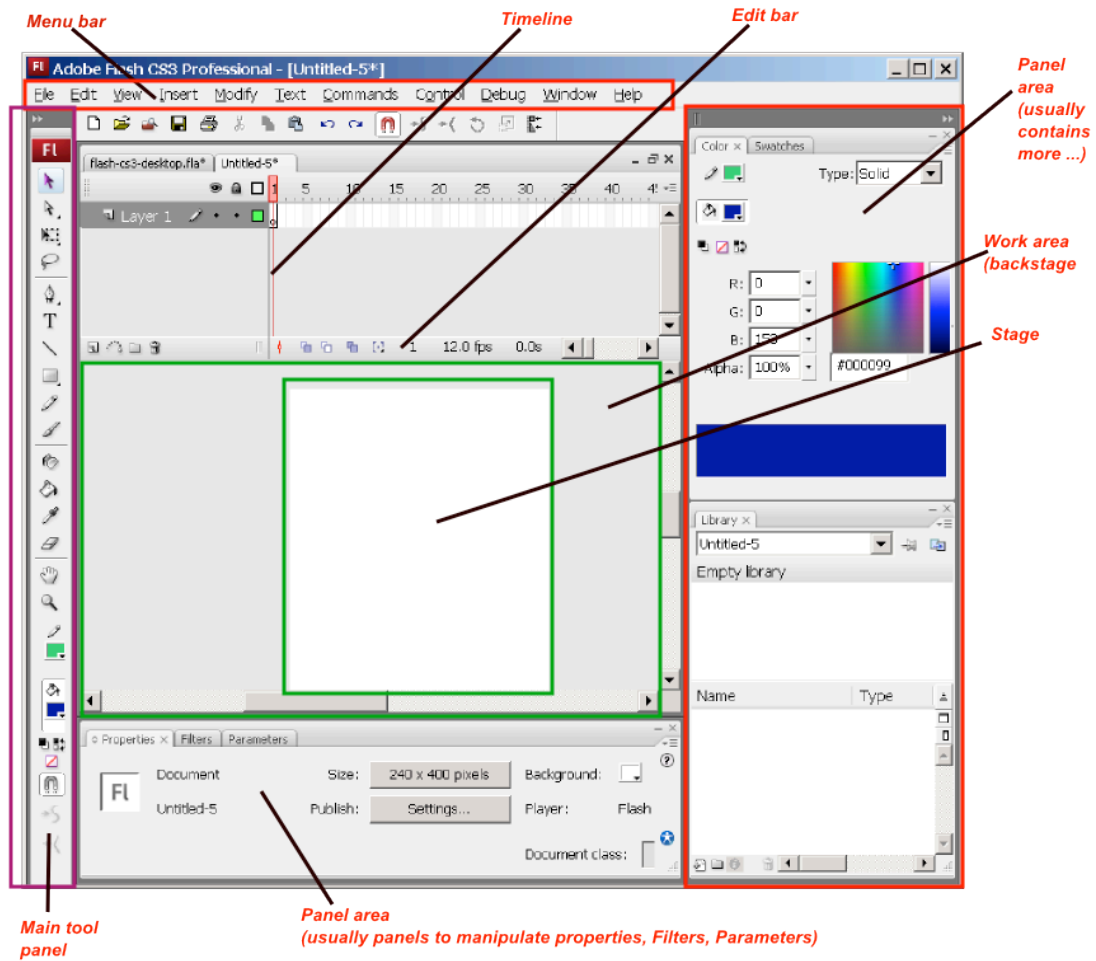 Menu bar
Timeline
Edit bar
Fl Adobe Flash CS3 Professional - [Untitled-5*]
Panel
area
(usually
contains
more ...)
File Edit View Insert Modify Text Commands Control Debug Window Help
Fl
flash-cs3-desktop.fla* Untitled-5*
1 5 10 15 20 25 30 35 40
Layer 1
1 12.0 fps 0.0s
T
Color × Swatches
Type: Solid
R: 0
G: 0
B: 153
Alpha: 100% #000099
Work area
(backstage
Stage
Library ×
Untitled-5
Empty library
Name Type
Properties × Filters Parameters
Fl
Document Size: 240 x 400 pixels Background:
Untitled-5 Publish: Settings... Player: Flash
Document class:
Main tool
panel
Panel area
(usually panels to manipulate properties, Filters, Parameters)